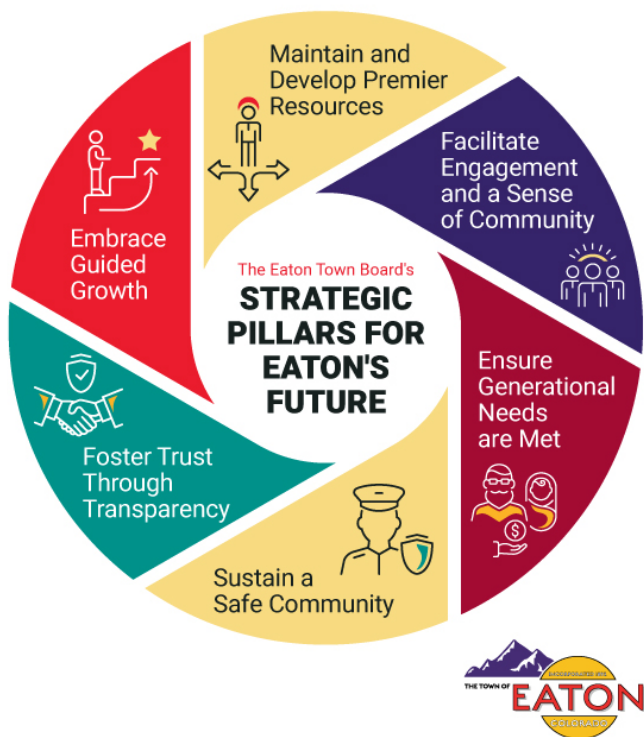 Maintain and
Develop Premier
Resources
Facilitate
Engagement
and a Sense
of Community
Embrace
Guided
Growth
The Eaton Town Board's
STRATEGIC
PILLARS FOR
EATON'S
FUTURE
Ensure
Generational
Needs
are Met
$
Foster Trust
Through
Transparency
Sustain a
Safe Community
THE TOWN OF
EATON
COLORADO